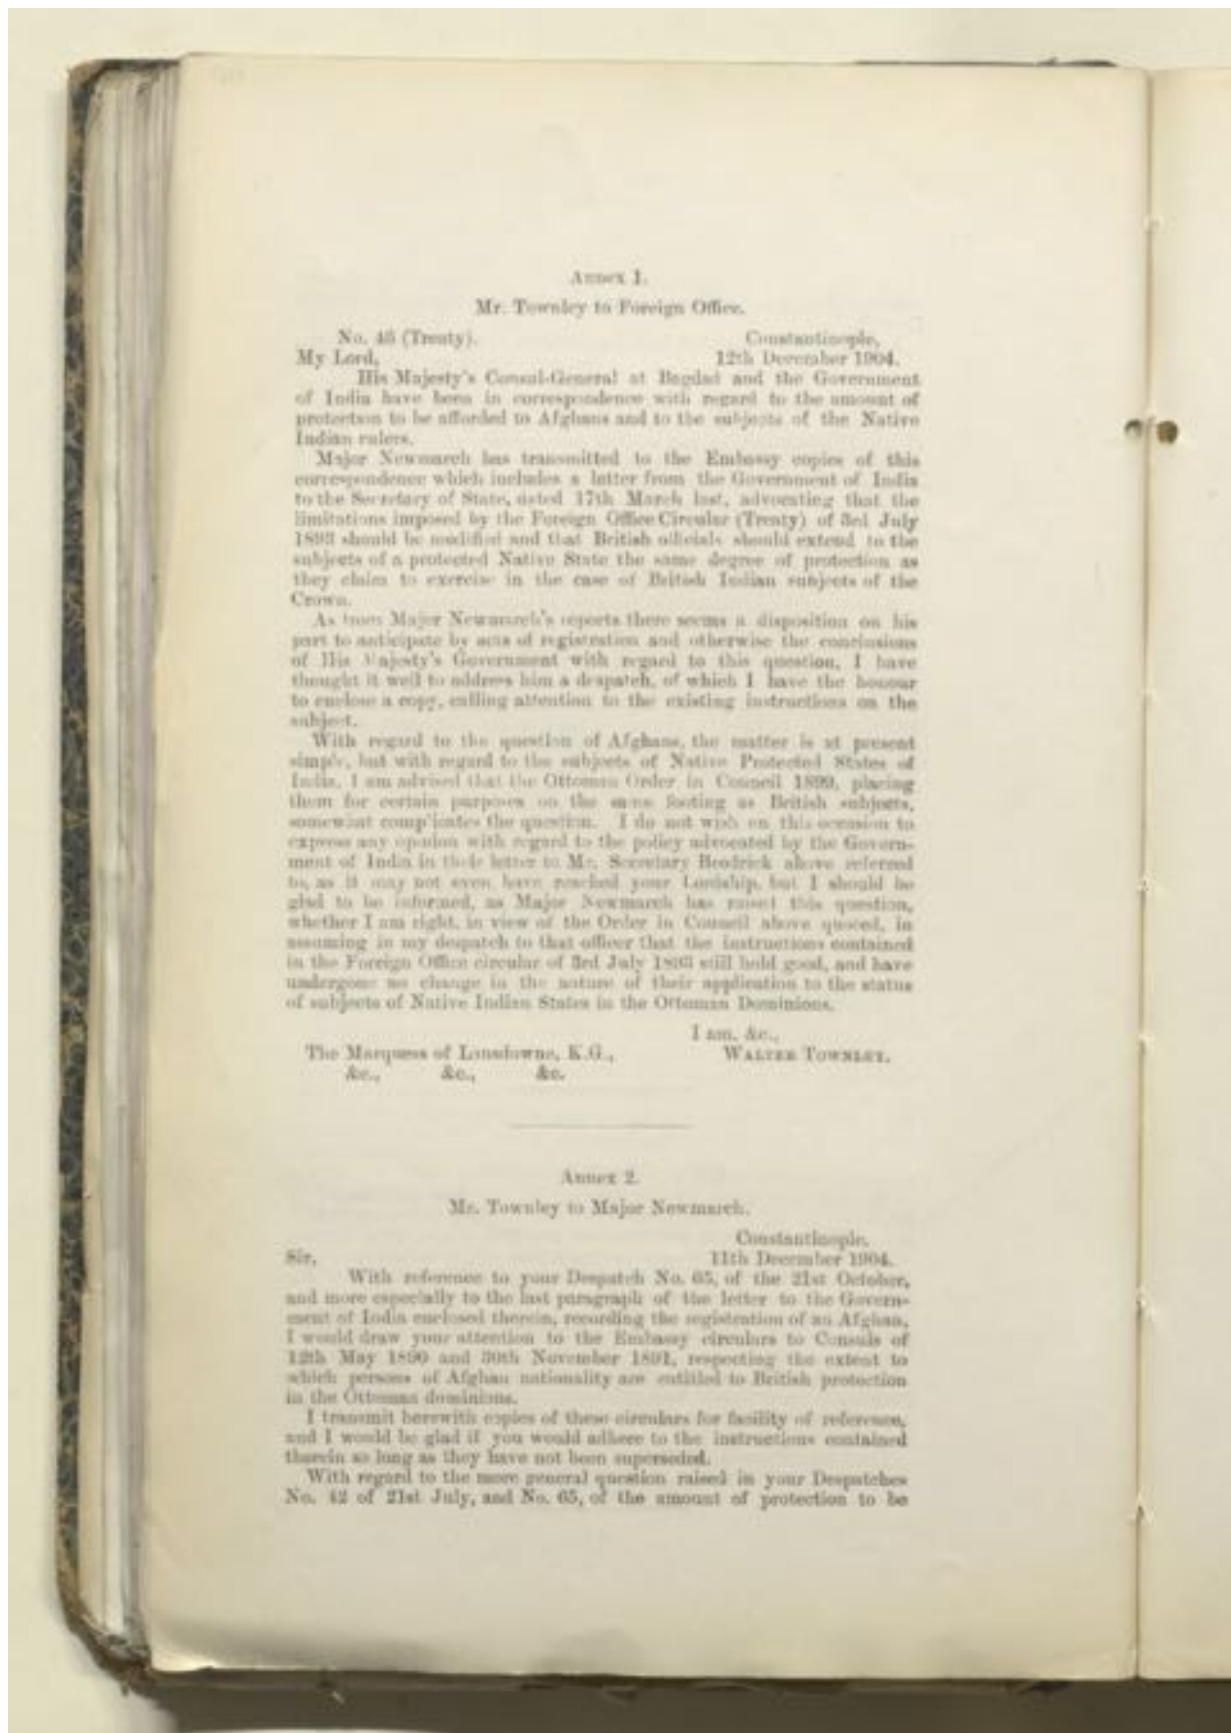 Annex 1.
Mr. Townley to Foreign Office.
No. 46 (Treaty).
Constantinople,
My Lord,
12th December 1904.
His Majesty's Consul-General at Bagdad and the Government
of India have been in correspondence with regard to the amount of
protection to be afforded to Afghans and to the subjects of the Native
Indian rulers.
Major Newmarch has transmitted to the Embassy copies of this
correspondence which includes a letter from the Government of India
to the Secretary of State, dated 17th March last, advocating that the
limitations imposed by the Foreign Office Circular (Treaty) of 3rd July
1893 should be modified and that British officials should extend to the
subjects of a protected Native State the same degree of protection as
they claim to exercise in the case of British Indian subjects of the
Crown.
As from Major Newmarch's reports there seems a disposition on his
part to anticipate by acts of registration and otherwise the conclusions
of His Majesty's Government with regard to this question, I have
thought it well to address him a despatch, of which I have the honour
to enclose a copy, calling attention to the existing instructions on the
subject.
With regard to the question of Afghans, the matter is at present
simple, but with regard to the subjects of Native Protected States of
India, I am advised that the Ottoman Order in Council 1899, placing
them for certain purposes on the same footing as British subjects,
somewhat complicates the question. I do not wish on this occasion to
express any opinion with regard to the policy advocated by the Govern-
ment of India in their letter to Mr. Secretary Brodrick above referred
to, as it may not even have reached your Lordship, but I should be
glad to be informed, as Major Newmarch has raised this question,
whether I am right, in view of the Order in Council above quoted, in
assuming in my despatch to that officer that the instructions contained
in the Foreign Office circular of 3rd July 1893 still hold good, and have
undergone no change in the nature of their application to the status
of subjects of Native Indian States in the Ottoman Dominions.
I am, &c.,
The Marquess of Lansdowne, K.G.,
WALTER TOWNLEY.
&c., &c., &c.
Annex 2.
Mr. Townley to Major Newmarch.
Constantinople,
Sir,
11th December 1904.
With reference to your Despatch No. 65, of the 21st October,
and more especially to the last paragraph of the letter to the Govern-
ment of India enclosed therein, recording the registration of an Afghan,
I would draw your attention to the Embassy circulars to Consuls of
12th May 1890 and 30th November 1891, respecting the extent to
which persons of Afghan nationality are entitled to British protection
in the Ottoman dominions.
I transmit herewith copies of these circulars for facility of reference,
and I would be glad if you would adhere to the instructions contained
therein so long as they have not been superseded.
With regard to the more general question raised in your Despatches
No. 42 of 21st July, and No. 65, of the amount of protection to be